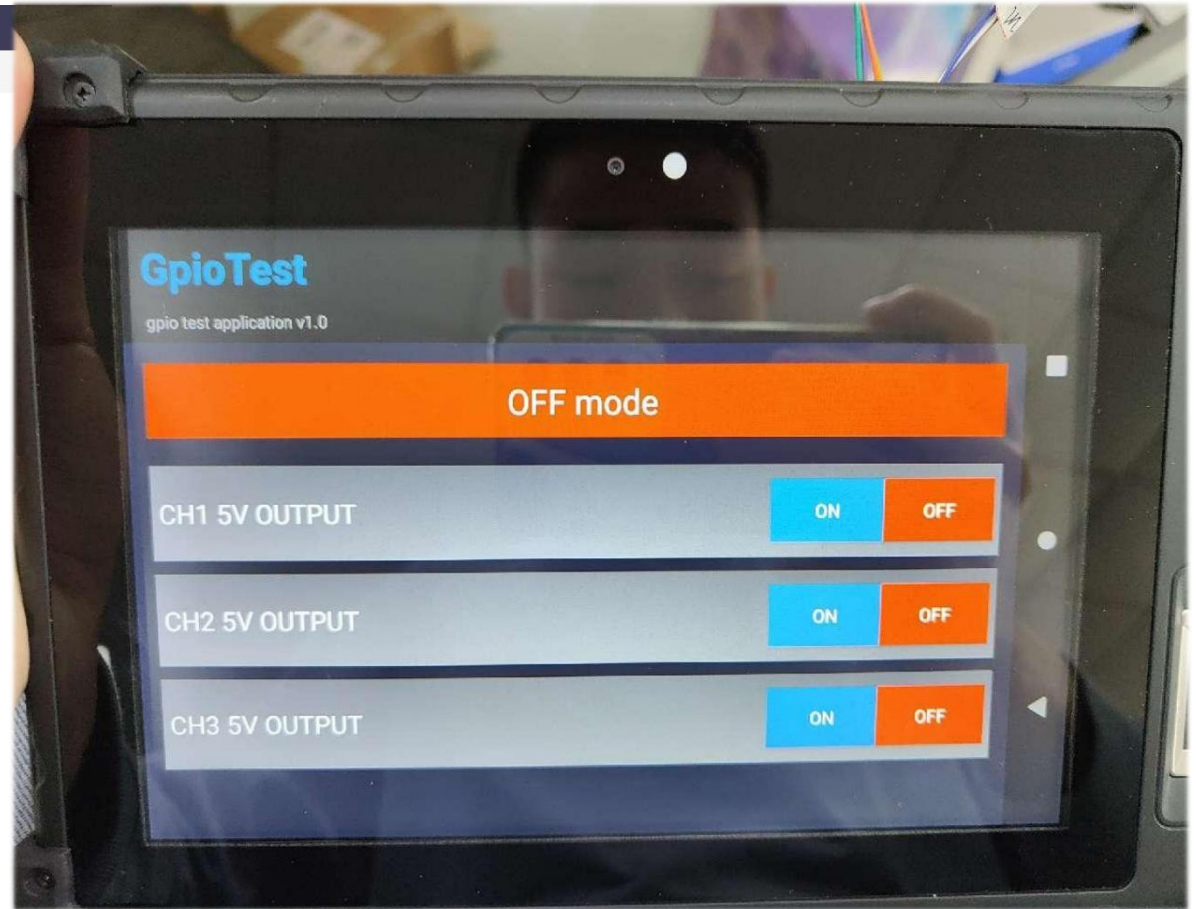 GpioTest
gpio test application v1.0
OFF mode
CH1 5V OUTPUT ON OFF
CH2 5V OUTPUT ON OFF
CH3 5V OUTPUT ON OFF